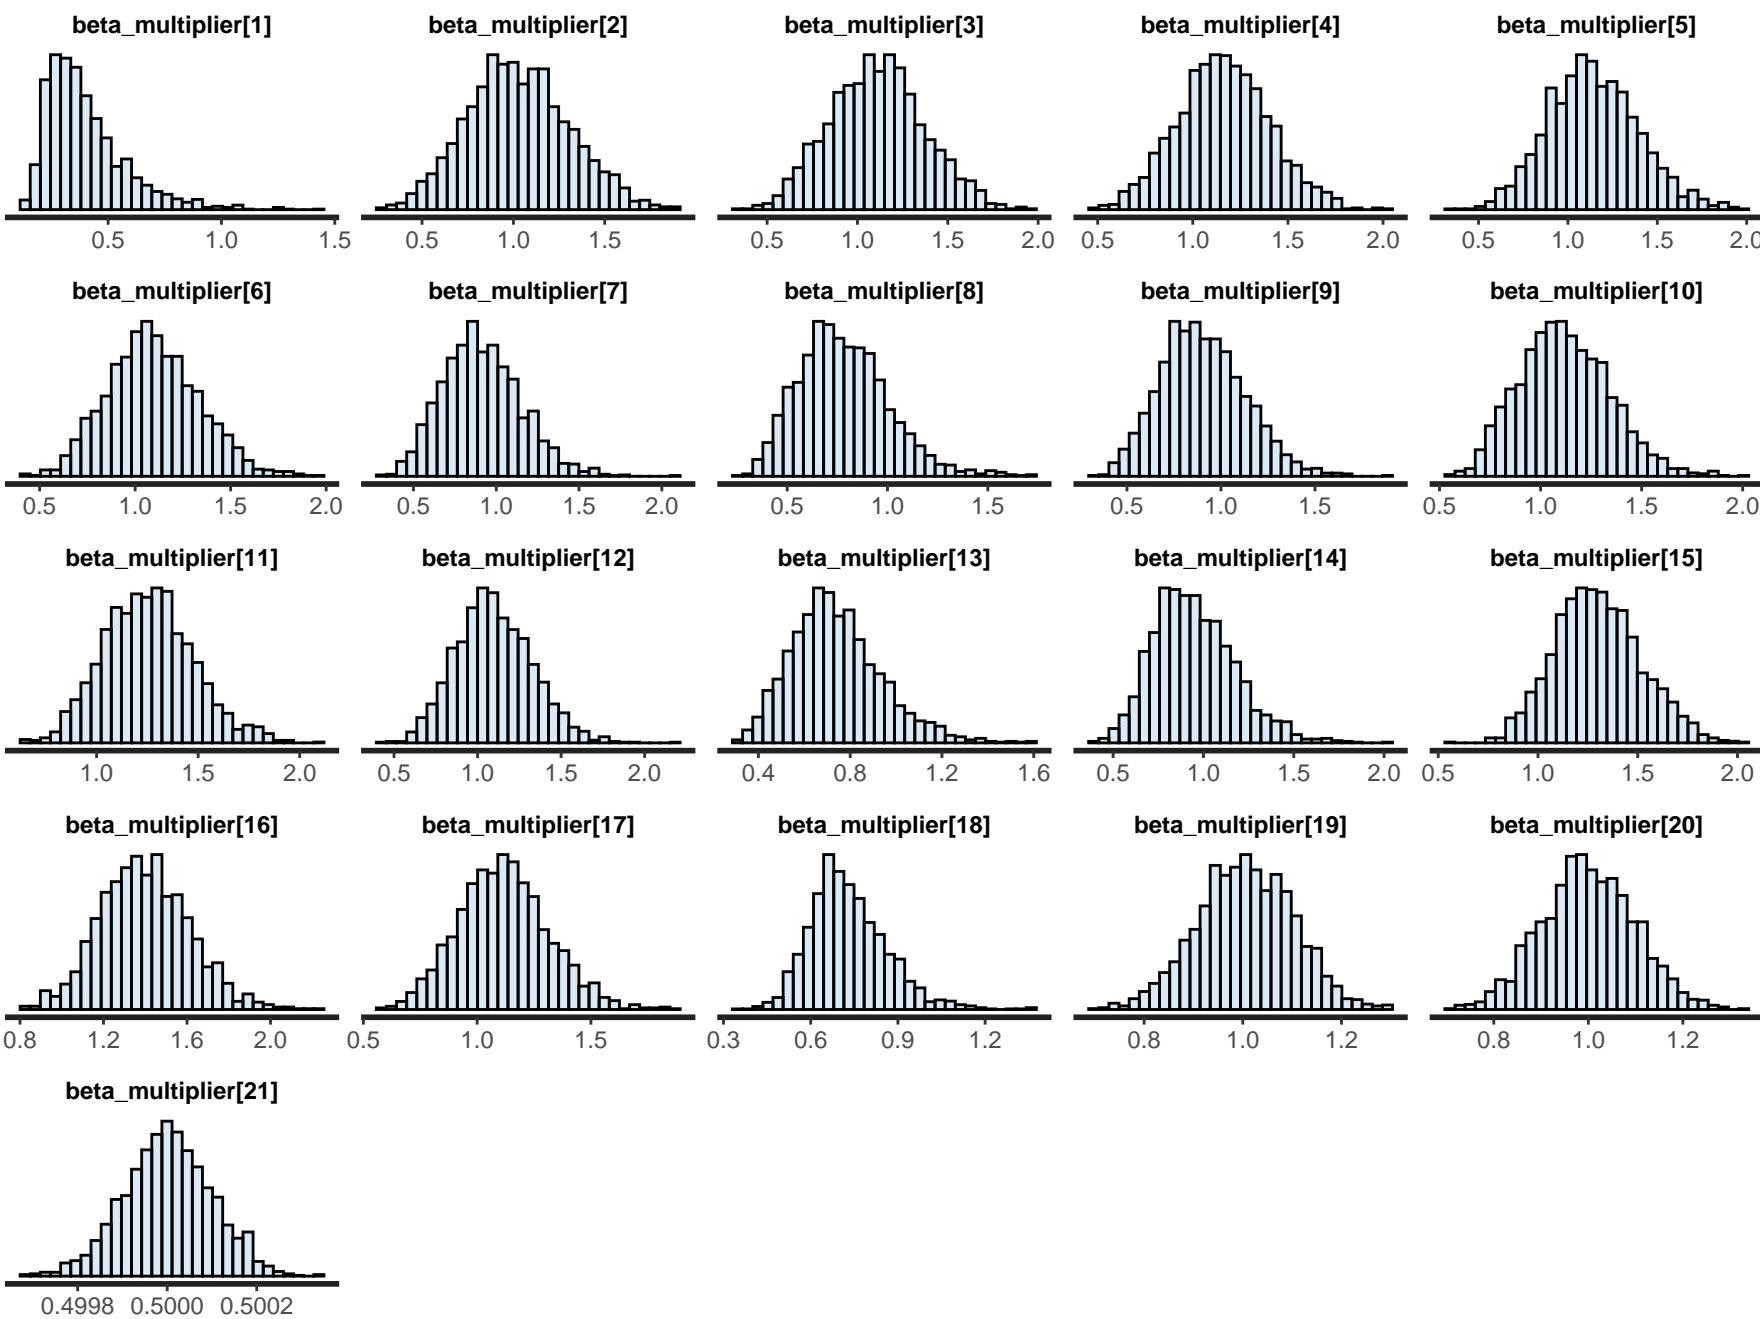 beta_multiplier[1] beta_multiplier[2] beta_multiplier[3] beta_multiplier[4] beta_multiplier[5]
0.5 1.0 1.5 0.5 1.0 1.5 0.5 1.0 1.5 2.0 0.5 1.0 1.5 2.0 0.5 1.0 1.5 2.0
beta_multiplier[6] beta_multiplier[7] beta_multiplier[8] beta_multiplier[9] beta_multiplier[10]
0.5 1.0 1.5 2.0 0.5 1.0 1.5 2.0 0.5 1.0 1.5 0.5 1.0 1.5 0.5 1.0 1.5 2.0
beta_multiplier[11] beta_multiplier[12] beta_multiplier[13] beta_multiplier[14] beta_multiplier[15]
1.0 1.5 2.0 0.5 1.0 1.5 2.0 0.4 0.8 1.2 1.6 0.5 1.0 1.5 2.0 0.5 1.0 1.5 2.0
beta_multiplier[16] beta_multiplier[17] beta_multiplier[18] beta_multiplier[19] beta_multiplier[20]
0.8 1.2 1.6 2.0 0.5 1.0 1.5 0.3 0.6 0.9 1.2 0.8 1.0 1.2 0.8 1.0 1.2
beta_multiplier[21]
0.4998 0.5000 0.5002